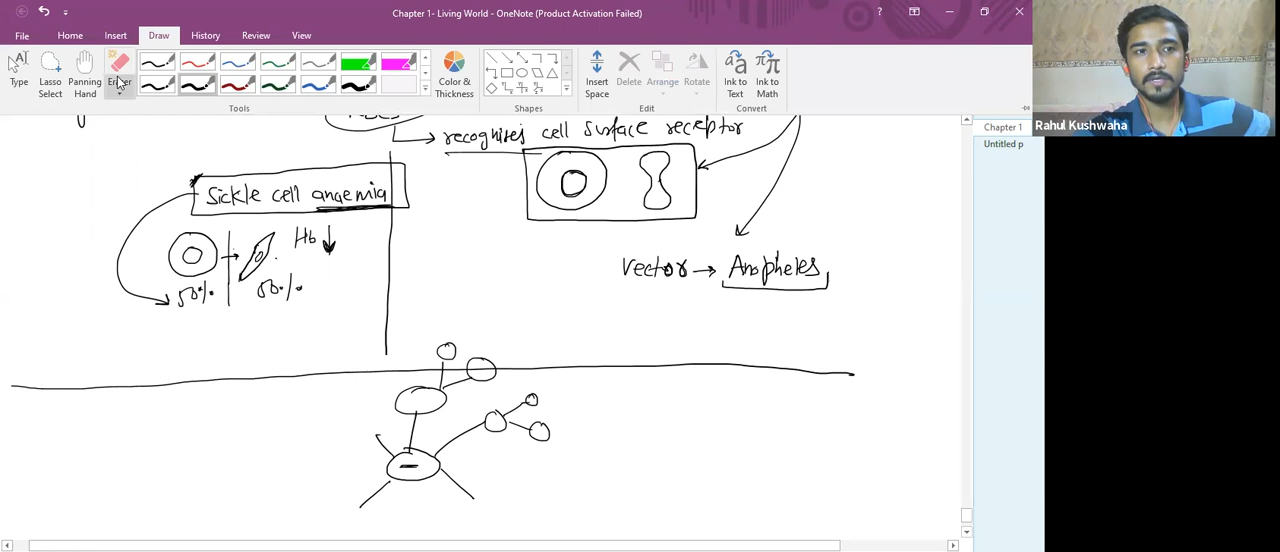 Chapter 1- Living World - OneNote (Product Activation Failed)
?
File Home Insert Draw History Review View
Type
Lasso Select
Panning Hand
Eraser
Color & Thickness
Insert Space
Delete
Arrange
Rotate
Ink to Text
Ink to Math
Tools
Shapes
Edit
Convert
Rahul Kushwaha
Chapter 1
Untitled p
recognises cell surface receptor
Sickle cell anaemia
Hb ↓
50% 50%
Vector → Anopheles